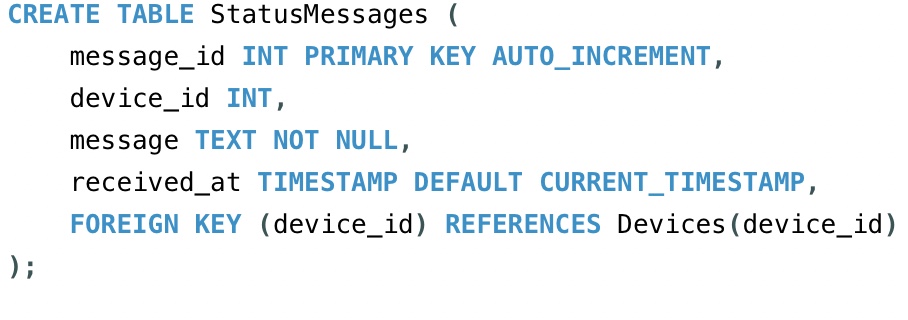 CREATE TABLE StatusMessages (
    message_id INT PRIMARY KEY AUTO_INCREMENT,
    device_id INT,
    message TEXT NOT NULL,
    received_at TIMESTAMP DEFAULT CURRENT_TIMESTAMP,
    FOREIGN KEY (device_id) REFERENCES Devices(device_id)
);